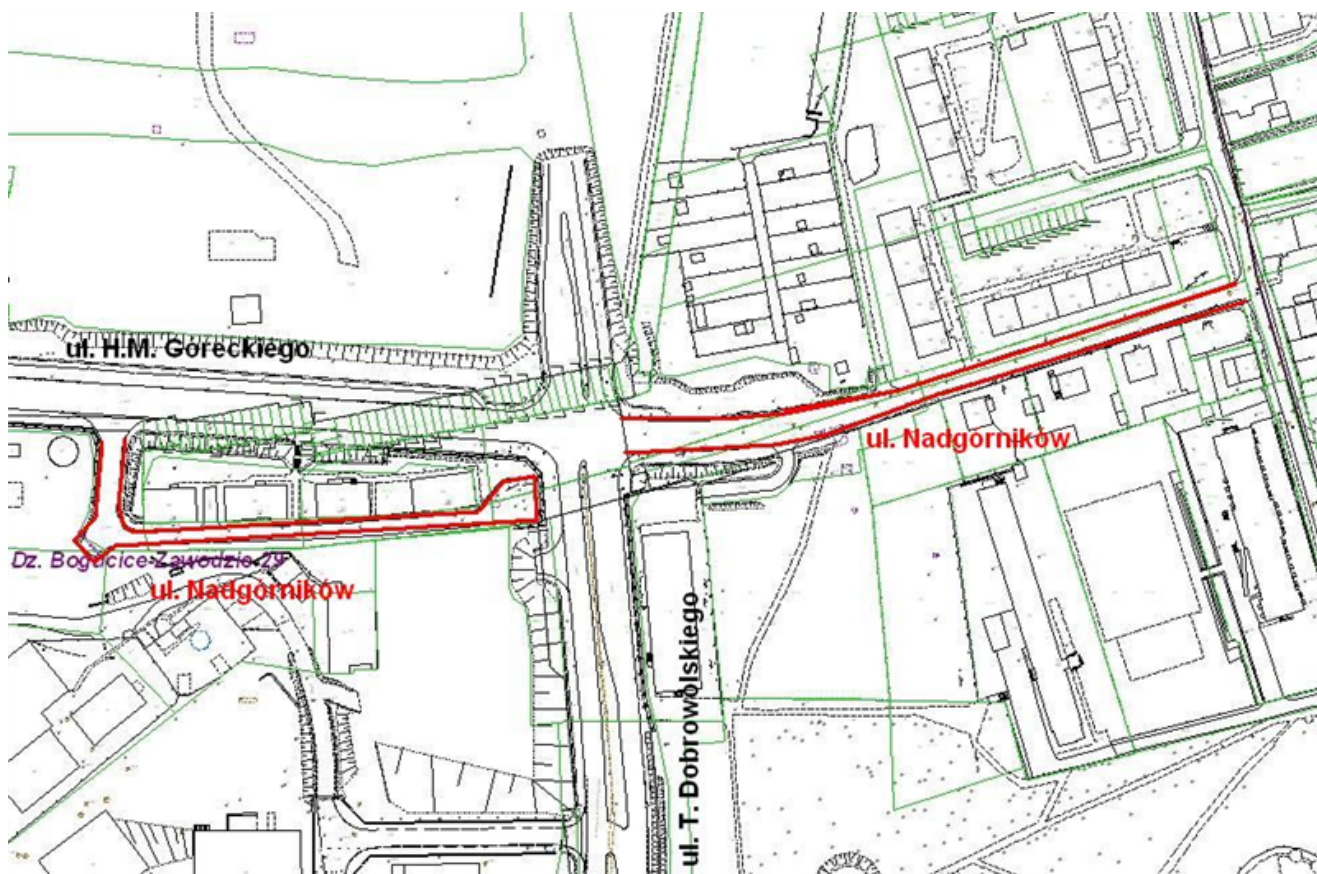 ul. H.M. Goreckiego
ul. Nadgórników
Dz. Bogucice-Zawodzie 29
ul. Nadgórników
ul. T. Dobrowolskiego